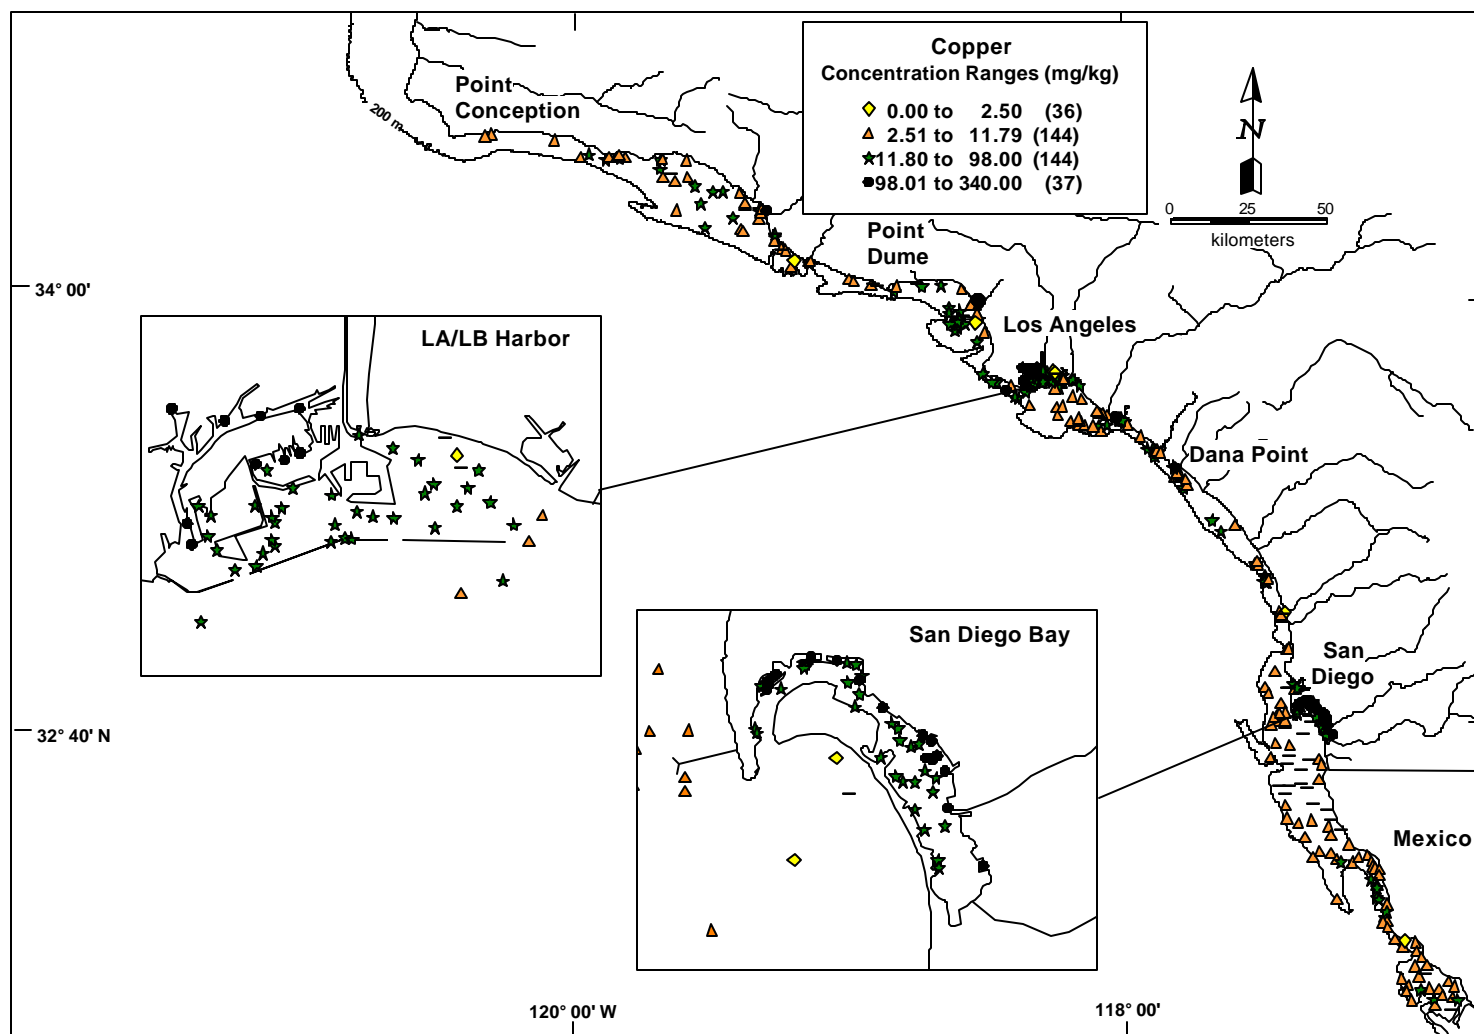 Copper
Concentration Ranges (mg/kg)
0.00 to 2.50 (36)
2.51 to 11.79 (144)
11.80 to 98.00 (144)
98.01 to 340.00 (37)
N
0 25 50
kilometers
Point
Conception
200 m
Point
Dume
34° 00'
Los Angeles
LA/LB Harbor
Dana Point
San Diego Bay
San
Diego
32° 40' N
Mexico
120° 00' W
118° 00'